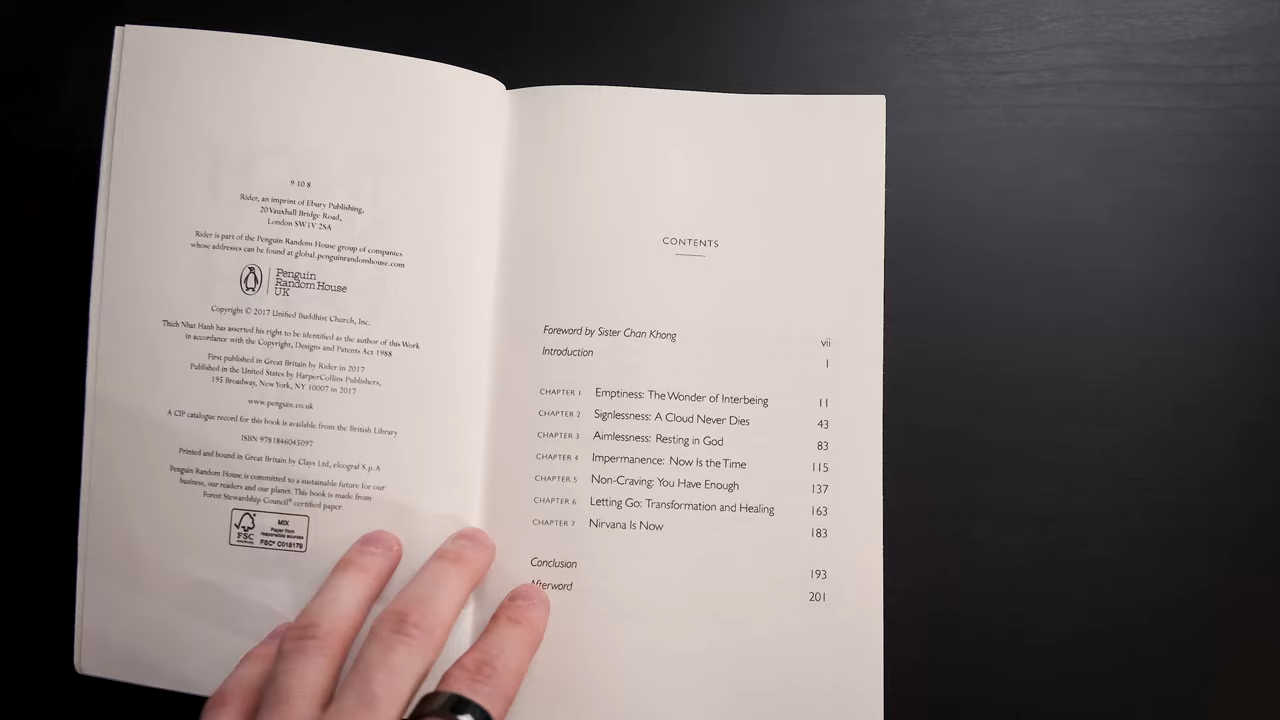 9 10 8
Rider, an imprint of Ebury Publishing,
20 Vauxhall Bridge Road,
London SW1V 2SA
Rider is part of the Penguin Random House group of companies
whose addresses can be found at global.penguinrandomhouse.com
Penguin
Random House
UK
Copyright © 2017 Unified Buddhist Church, Inc.
Thich Nhat Hanh has asserted his right to be identified as the author of this Work
in accordance with the Copyright, Designs and Patents Act 1988
First published in Great Britain by Rider in 2017
Published in the United States by HarperCollins Publishers,
195 Broadway, New York, NY 10007 in 2017
www.penguin.co.uk
A CIP catalogue record for this book is available from the British Library
ISBN 9781846045097
Printed and bound in Great Britain by Clays Ltd, elcograf S.p.A
Penguin Random House is committed to a sustainable future for our
business, our readers and our planet. This book is made from
Forest Stewardship Council® certified paper.
MIX
Paper from
responsible sources
FSC
FSC® C018179
CONTENTS
Foreword by Sister Chan Khong vii
Introduction 1
CHAPTER 1 Emptiness: The Wonder of Interbeing 11
CHAPTER 2 Signlessness: A Cloud Never Dies 43
CHAPTER 3 Aimlessness: Resting in God 83
CHAPTER 4 Impermanence: Now Is the Time 115
CHAPTER 5 Non-Craving: You Have Enough 137
CHAPTER 6 Letting Go: Transformation and Healing 163
CHAPTER 7 Nirvana Is Now 183
Conclusion 193
Afterword 201